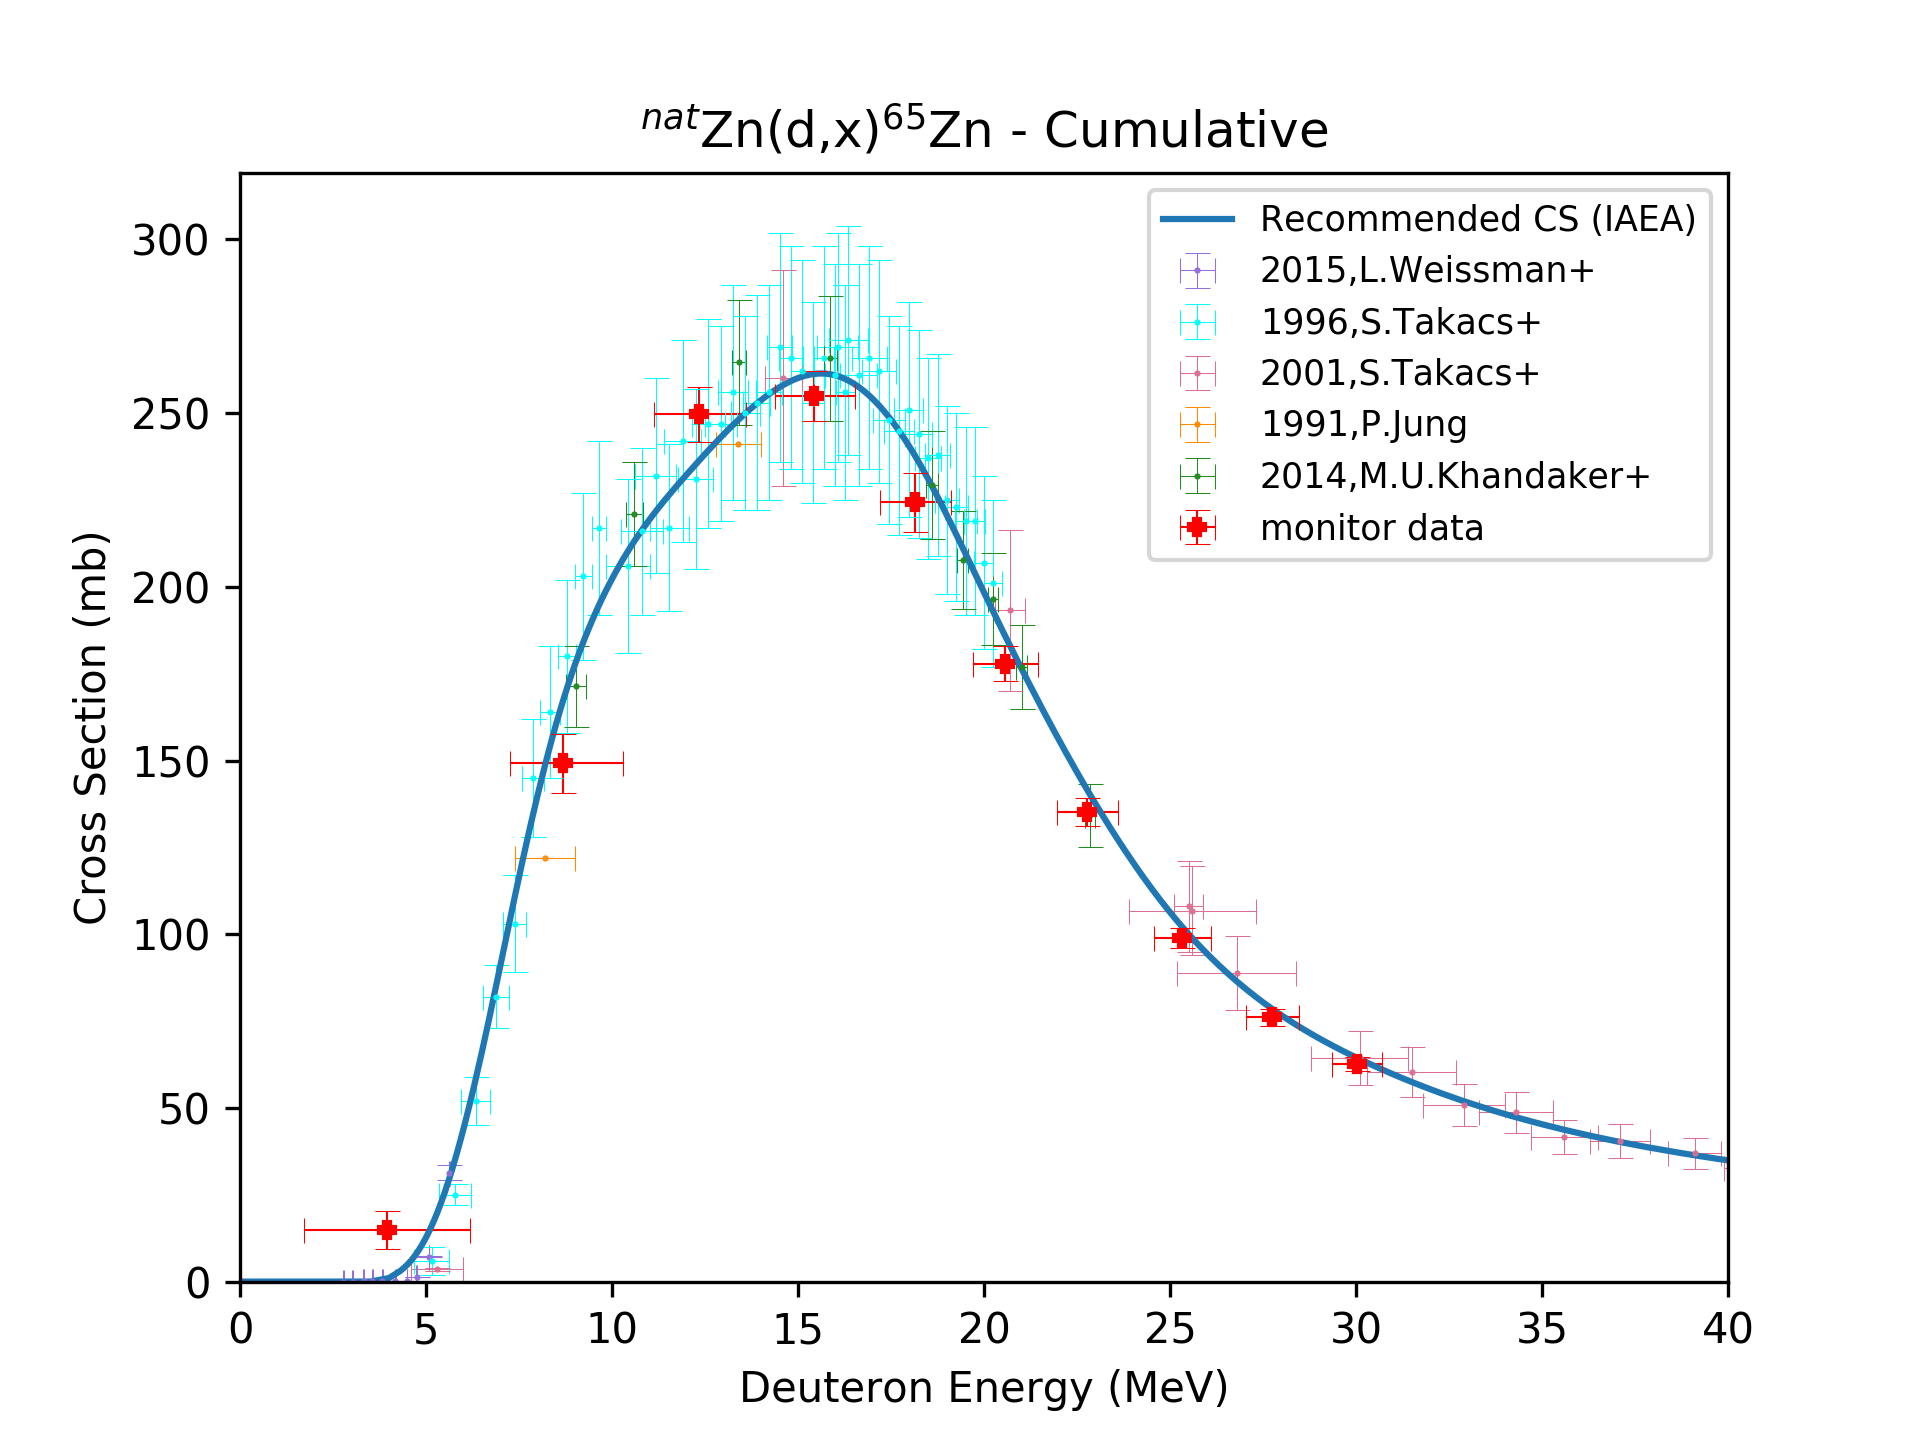 natZn(d,x)65Zn - Cumulative
Recommended CS (IAEA)
2015,L.Weissman+
1996,S.Takacs+
2001,S.Takacs+
1991,P.Jung
2014,M.U.Khandaker+
monitor data
Cross Section (mb)
300
250
200
150
100
50
0
0 5 10 15 20 25 30 35 40
Deuteron Energy (MeV)